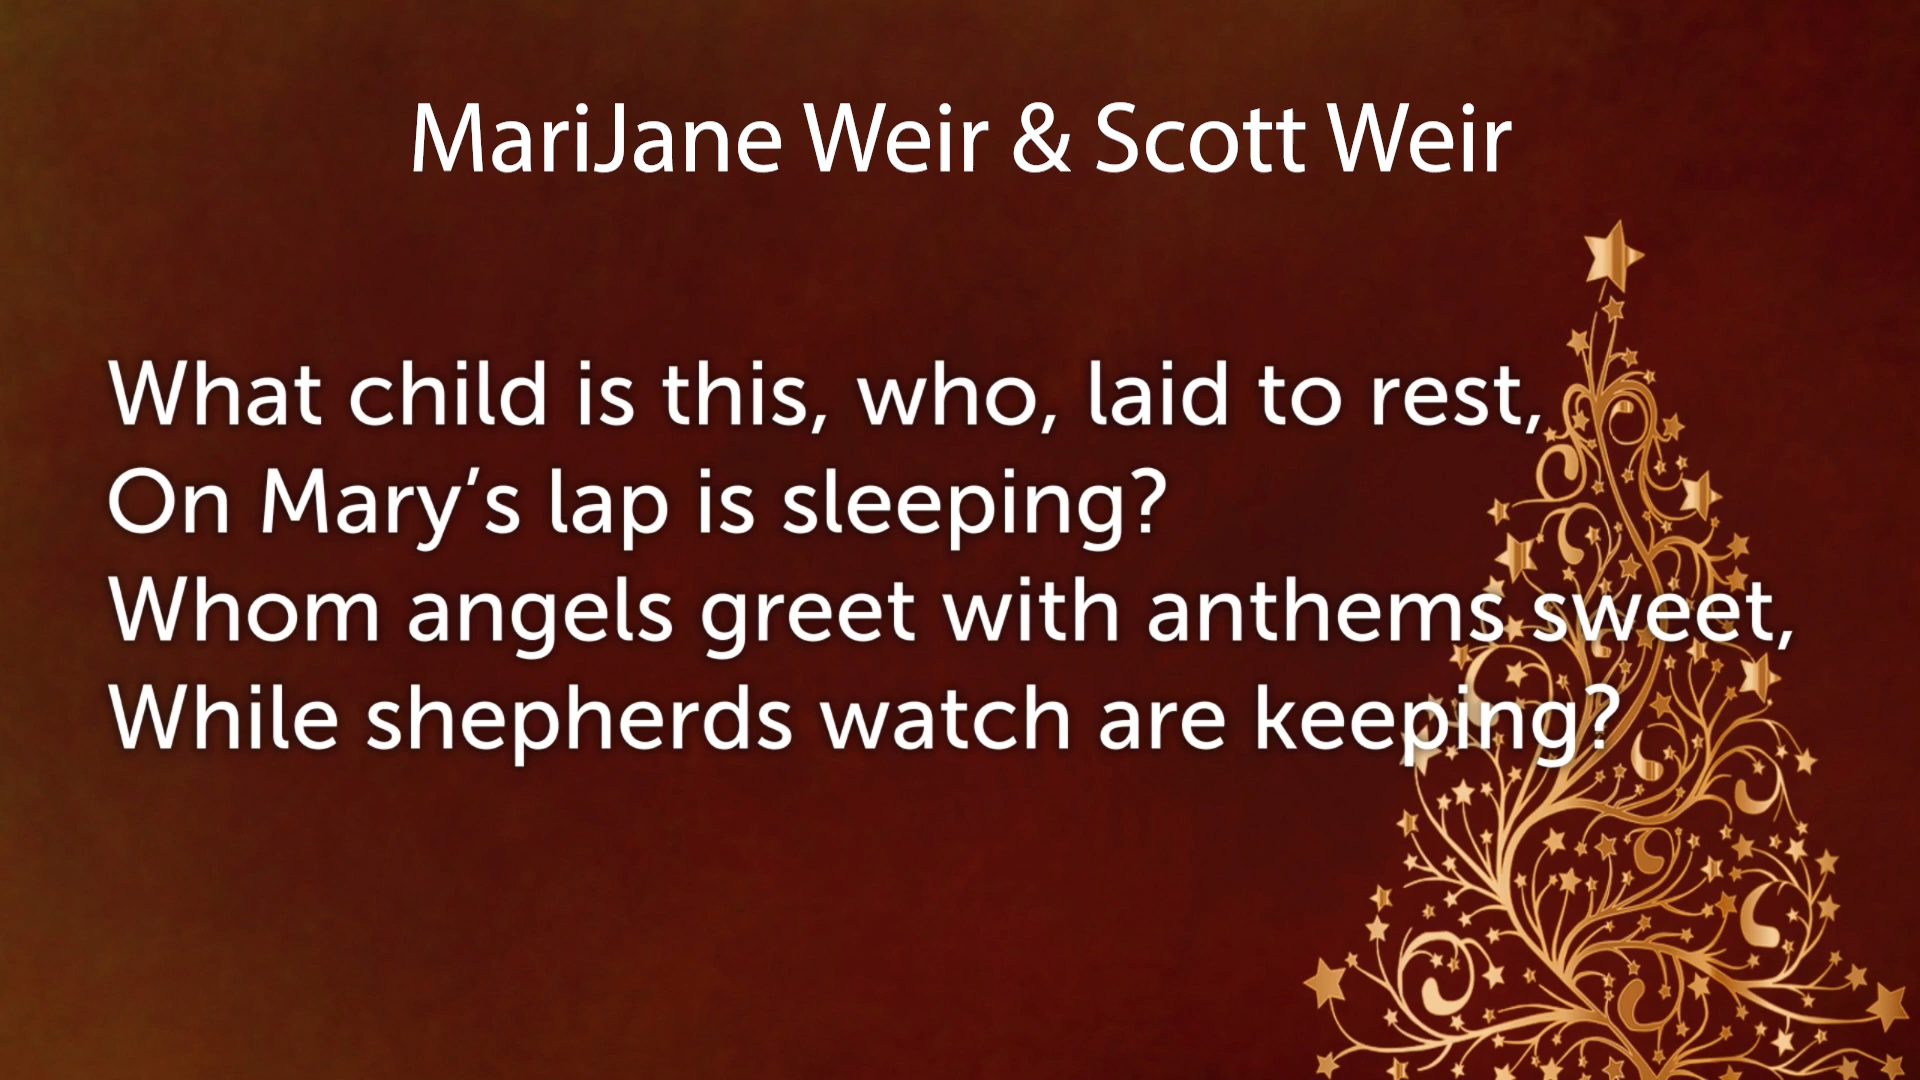 MariJane Weir & Scott Weir
What child is this, who, laid to rest,
On Mary’s lap is sleeping?
Whom angels greet with anthems sweet,
While shepherds watch are keeping?